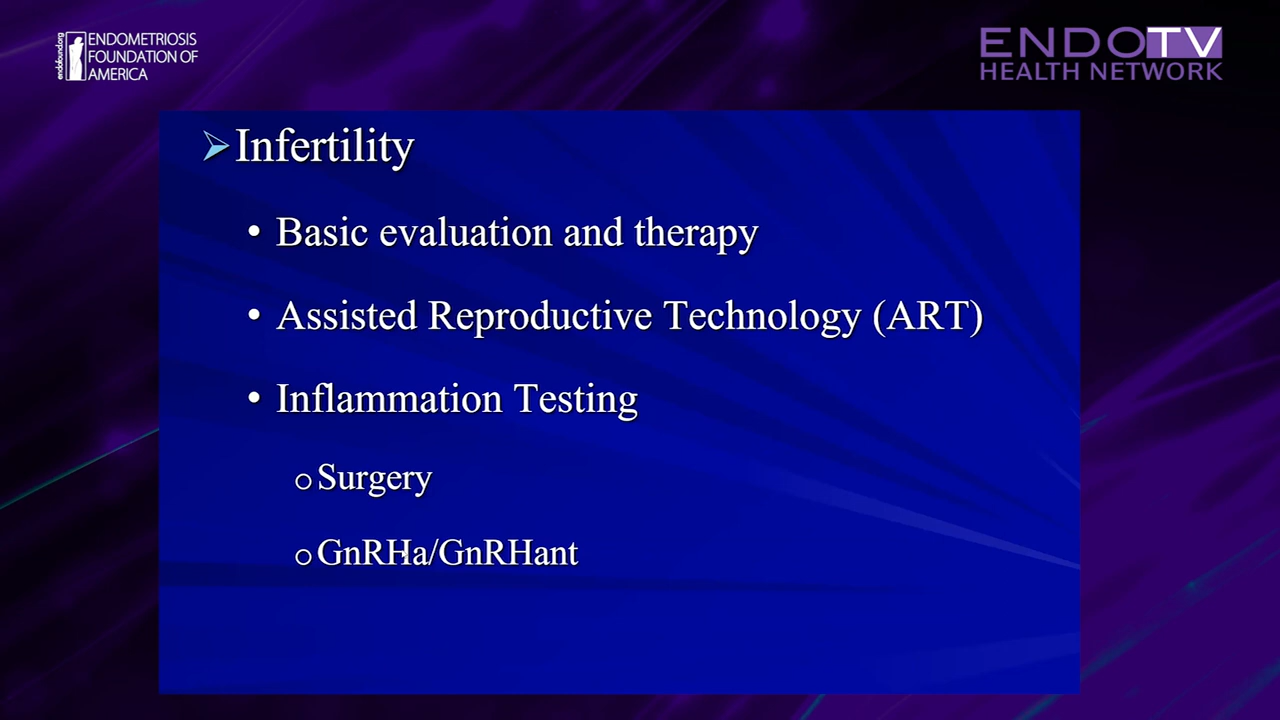 endofound.org
ENDOMETRIOSIS
FOUNDATION OF
AMERICA
ENDOTV
HEALTH NETWORK
Infertility
• Basic evaluation and therapy
• Assisted Reproductive Technology (ART)
• Inflammation Testing
Surgery
GnRHa/GnRHant